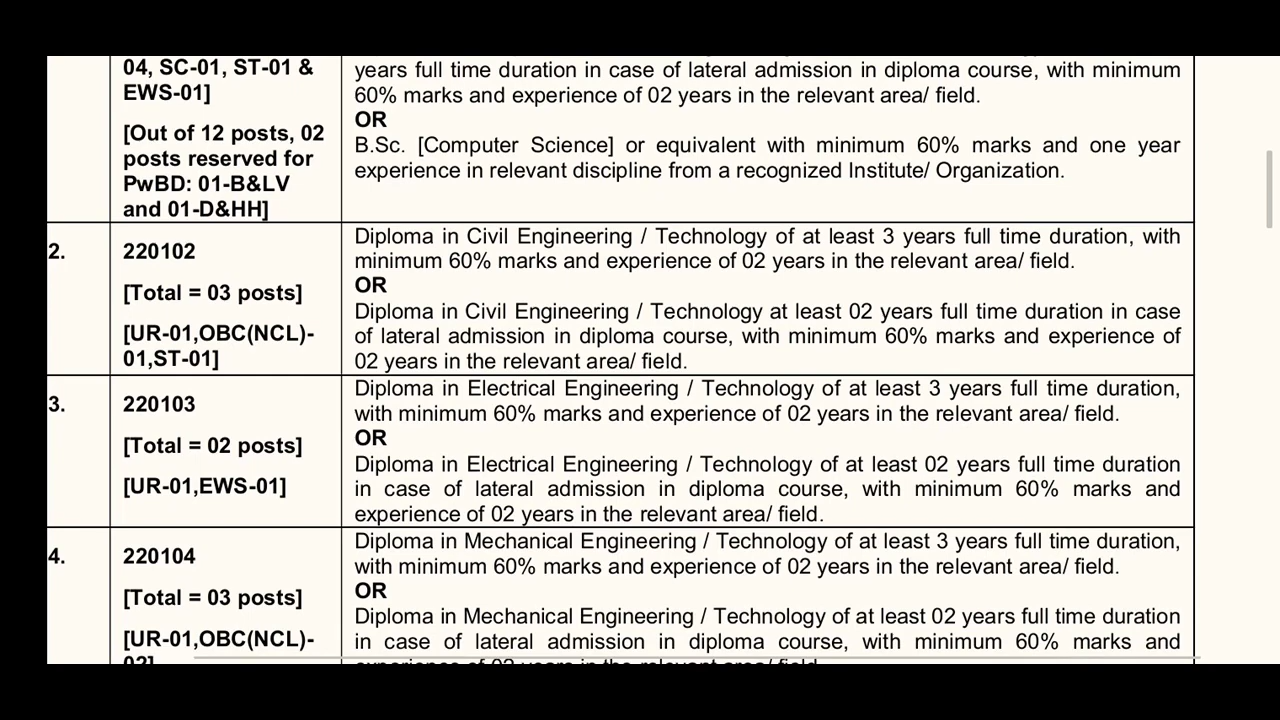 04, SC-01, ST-01 &
EWS-01]
[Out of 12 posts, 02
posts reserved for
PwBD: 01-B&LV
and 01-D&HH]
years full time duration in case of lateral admission in diploma course, with minimum
60% marks and experience of 02 years in the relevant area/ field.
OR
B.Sc. [Computer Science] or equivalent with minimum 60% marks and one year
experience in relevant discipline from a recognized Institute/ Organization.
2.
220102
[Total = 03 posts]
[UR-01,OBC(NCL)-
01,ST-01]
Diploma in Civil Engineering / Technology of at least 3 years full time duration, with
minimum 60% marks and experience of 02 years in the relevant area/ field.
OR
Diploma in Civil Engineering / Technology at least 02 years full time duration in case
of lateral admission in diploma course, with minimum 60% marks and experience of
02 years in the relevant area/ field.
3.
220103
[Total = 02 posts]
[UR-01,EWS-01]
Diploma in Electrical Engineering / Technology of at least 3 years full time duration,
with minimum 60% marks and experience of 02 years in the relevant area/ field.
OR
Diploma in Electrical Engineering / Technology of at least 02 years full time duration
in case of lateral admission in diploma course, with minimum 60% marks and
experience of 02 years in the relevant area/ field.
4.
220104
[Total = 03 posts]
[UR-01,OBC(NCL)-
02]
Diploma in Mechanical Engineering / Technology of at least 3 years full time duration,
with minimum 60% marks and experience of 02 years in the relevant area/ field.
OR
Diploma in Mechanical Engineering / Technology of at least 02 years full time duration
in case of lateral admission in diploma course, with minimum 60% marks and
experience of 02 years in the relevant area/ field.